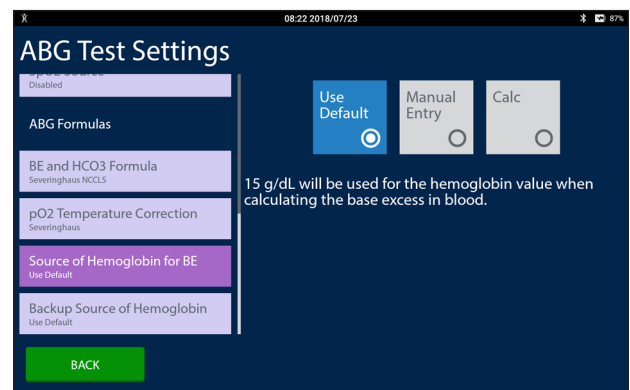 08:22 2018/07/23
87%
ABG Test Settings
SpO2 Source
Disabled
ABG Formulas
BE and HCO3 Formula
Severinghaus NCCLS
pO2 Temperature Correction
Severinghaus
Source of Hemoglobin for BE
Use Default
Backup Source of Hemoglobin
Use Default
BACK
Use
Default
Manual
Entry
Calc
15 g/dL will be used for the hemoglobin value when
calculating the base excess in blood.